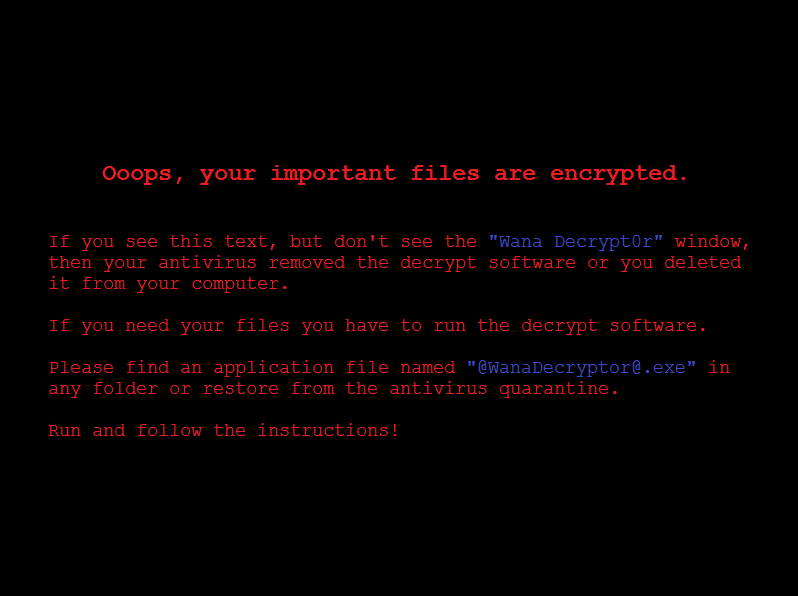 Ooops, your important files are encrypted.
If you see this text, but don't see the "Wana Decrypt0r" window,
then your antivirus removed the decrypt software or you deleted
it from your computer.
If you need your files you have to run the decrypt software.
Please find an application file named "@WanaDecryptor@.exe" in
any folder or restore from the antivirus quarantine.
Run and follow the instructions!